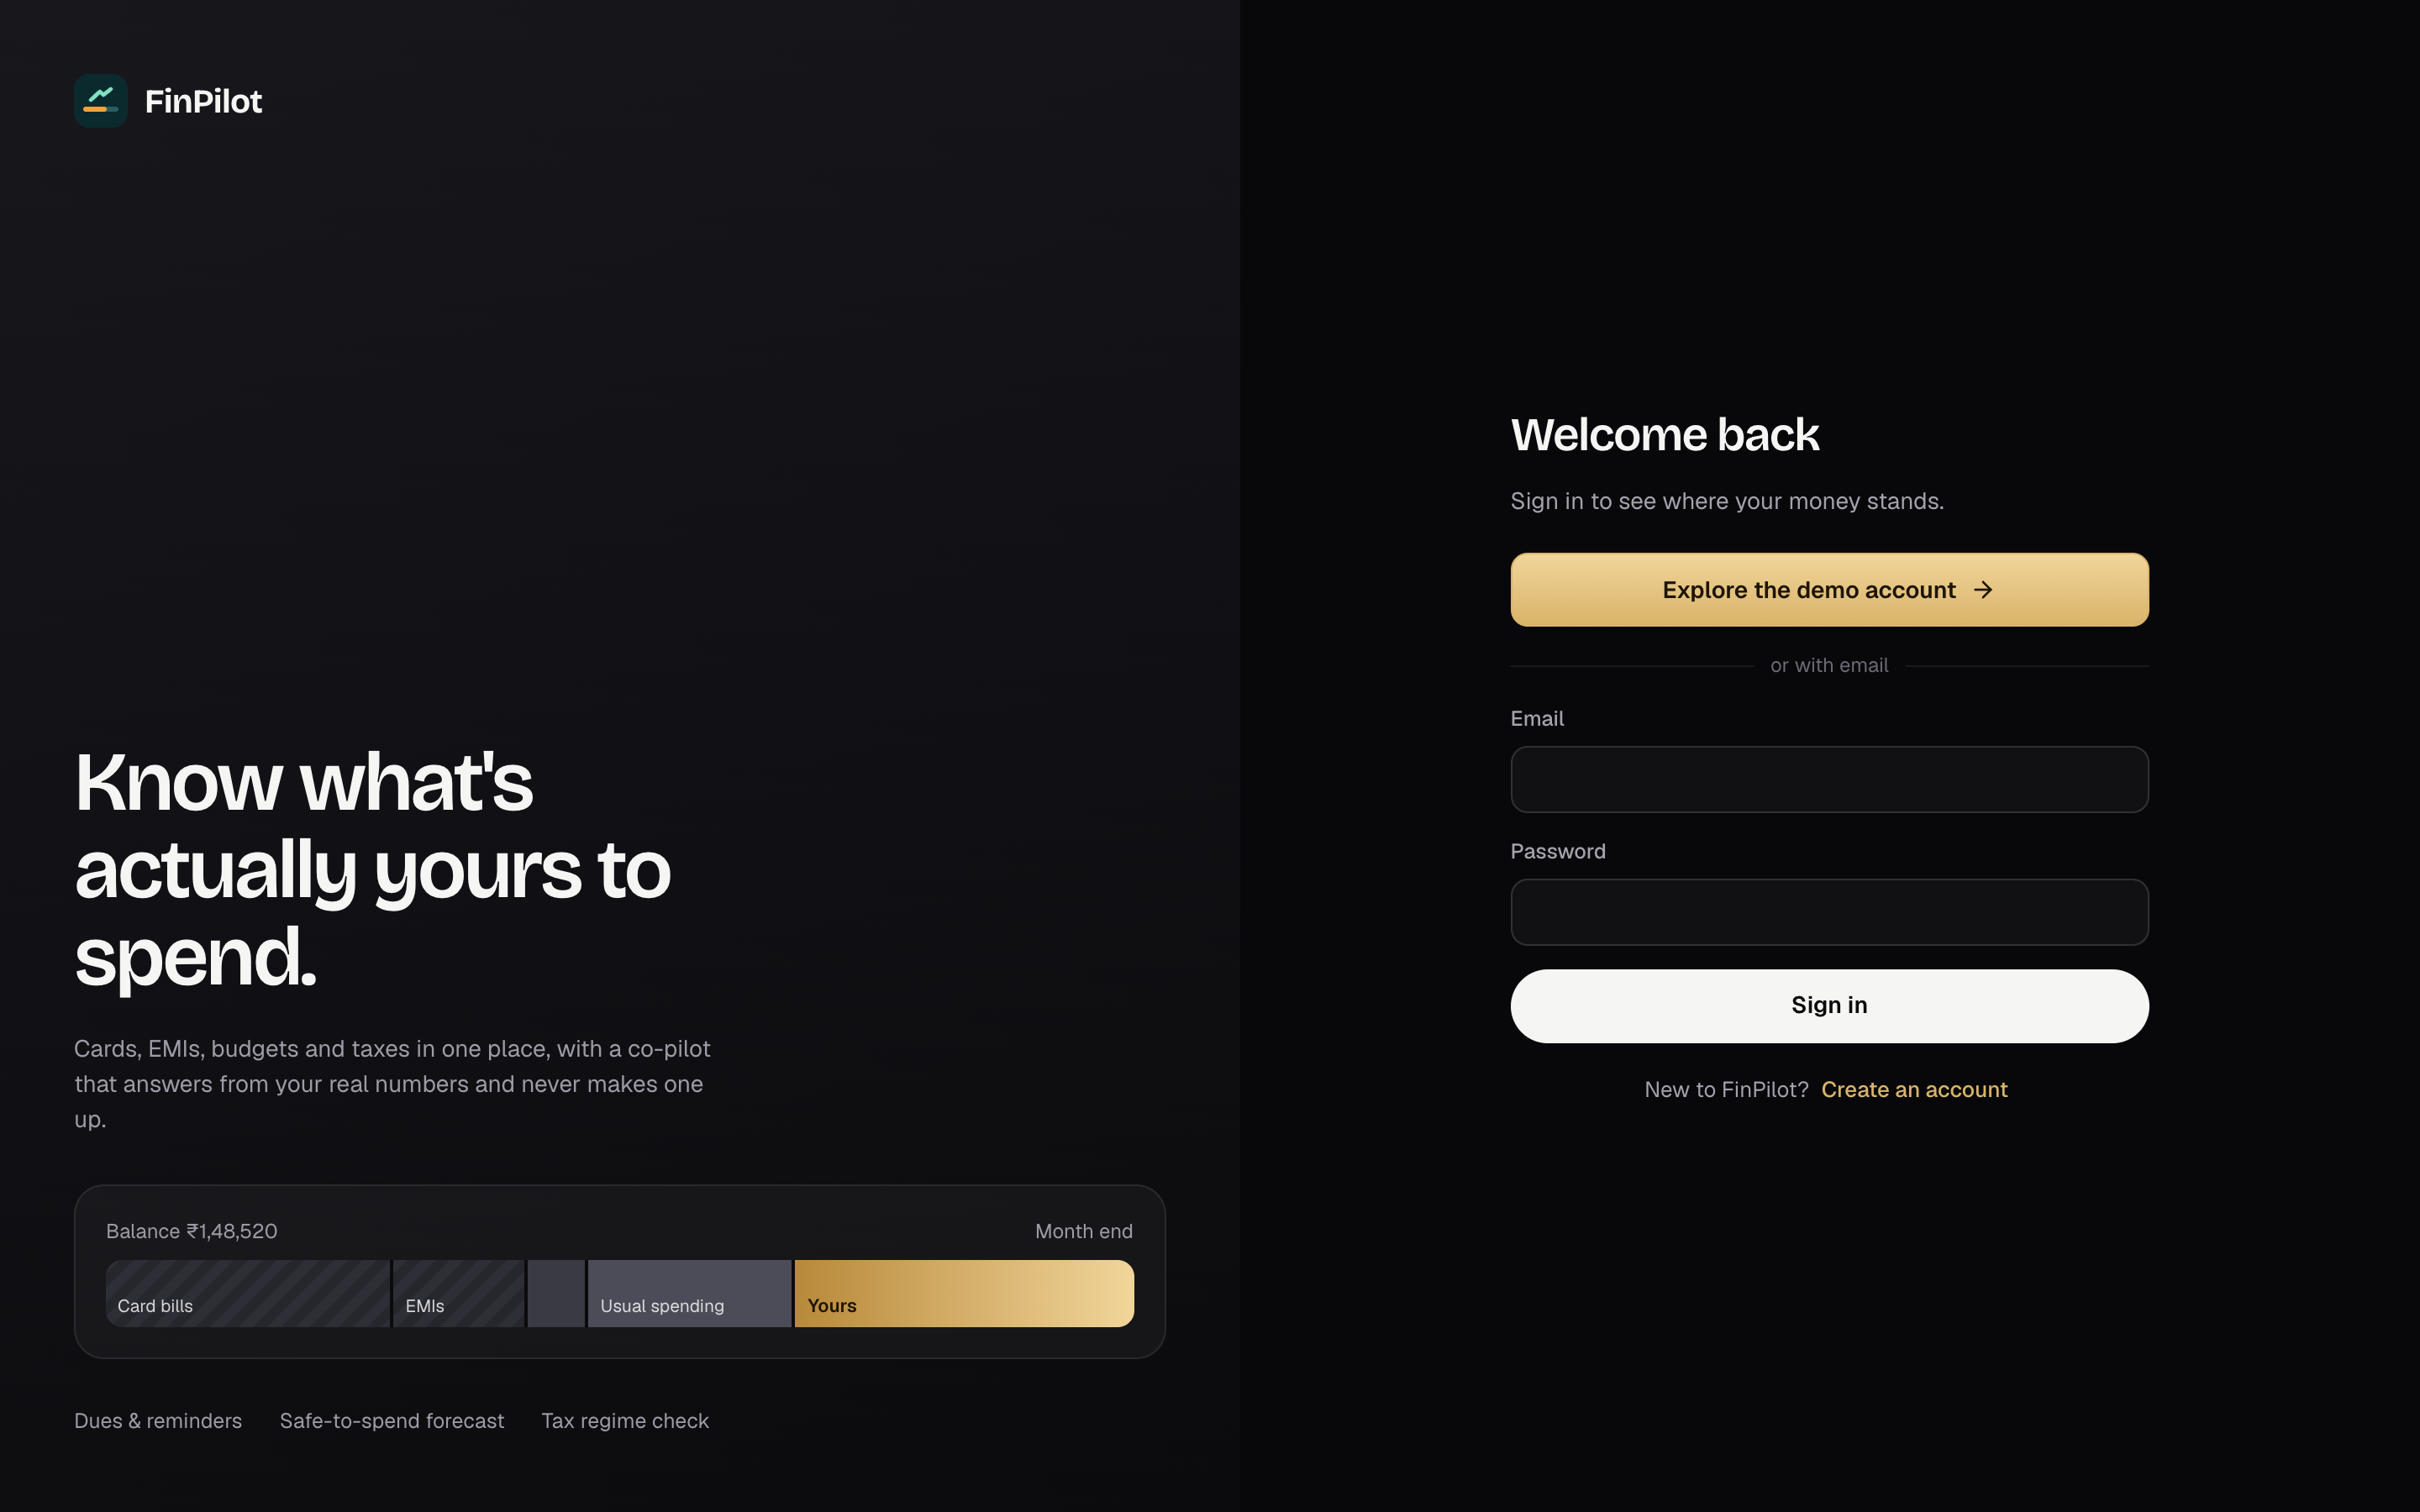 FinPilot
Know what's
actually yours to
spend.
Cards, EMIs, budgets and taxes in one place, with a co-pilot
that answers from your real numbers and never makes one
up.
Balance ₹1,48,520
Month end
Card bills
EMIs
Usual spending
Yours
Dues & reminders
Safe-to-spend forecast
Tax regime check
Welcome back
Sign in to see where your money stands.
Explore the demo account →
or with email
Email
Password
Sign in
New to FinPilot? Create an account